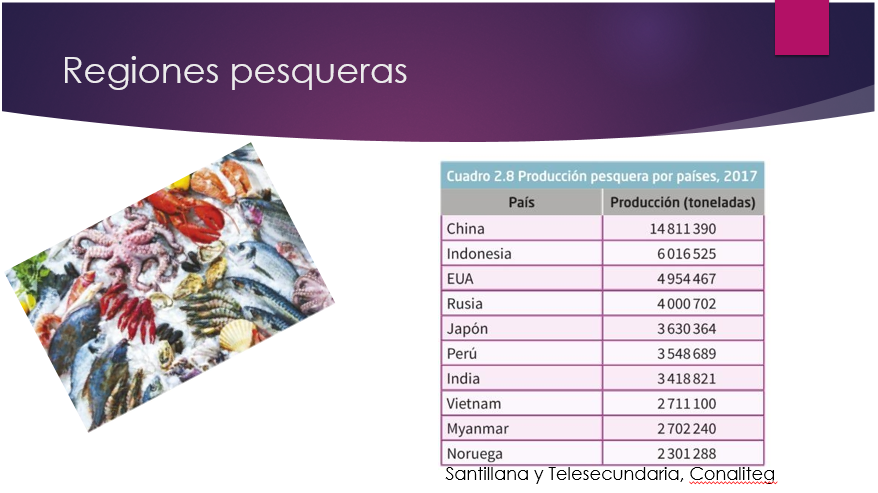 Regiones pesqueras
Cuadro 2.8 Producción pesquera por países, 2017
País Producción (toneladas)
China 14 811 390
Indonesia 6 016 525
EUA 4 954 467
Rusia 4 000 702
Japón 3 630 364
Perú 3 548 689
India 3 418 821
Vietnam 2 711 100
Myanmar 2 702 240
Noruega 2 301 288
Santillana y Telesecundaria, Conaliteg